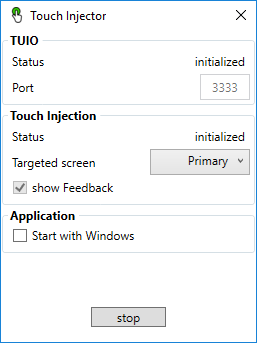 Touch Injector
TUIO
Status initialized
Port 3333
Touch Injection
Status initialized
Targeted screen Primary
show Feedback
Application
Start with Windows
stop